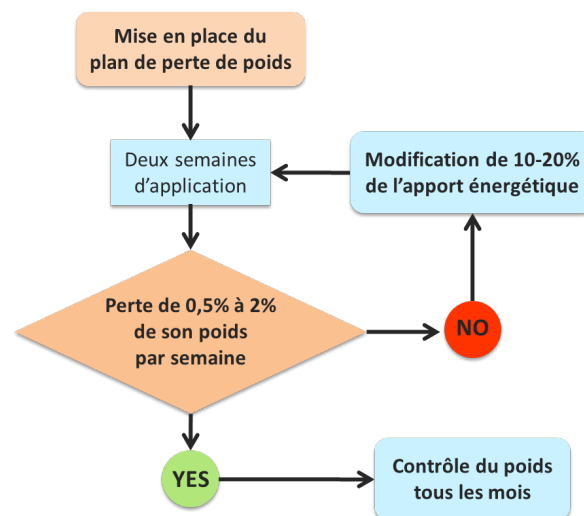 Mise en place du
plan de perte de poids
Deux semaines
d'application
Modification de 10-20%
de l'apport énergétique
Perte de 0,5% à 2%
de son poids
par semaine
NO
YES
Contrôle du poids
tous les mois